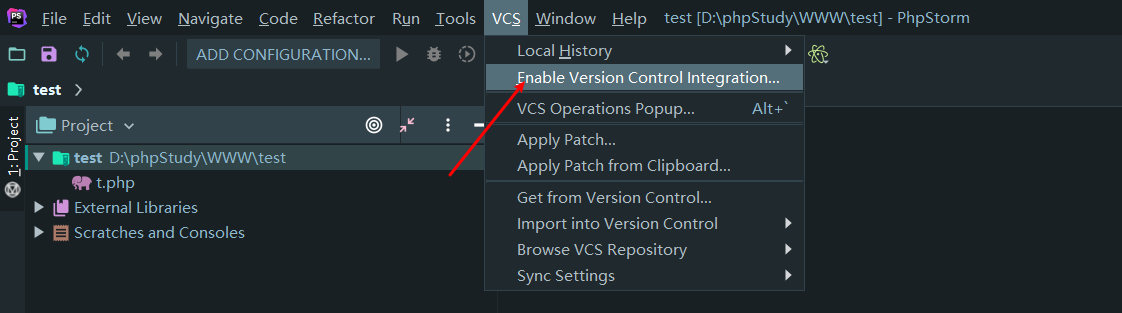 PS File Edit View Navigate Code Refactor Run Tools VCS Window Help test [D:\phpStudy\WWW\test] - PhpStorm
ADD CONFIGURATION...
test
1: Project
Project
test D:\phpStudy\WWW\test
t.php
External Libraries
Scratches and Consoles
Local History
Enable Version Control Integration...
VCS Operations Popup... Alt+`
Apply Patch...
Apply Patch from Clipboard...
Get from Version Control...
Import into Version Control
Browse VCS Repository
Sync Settings